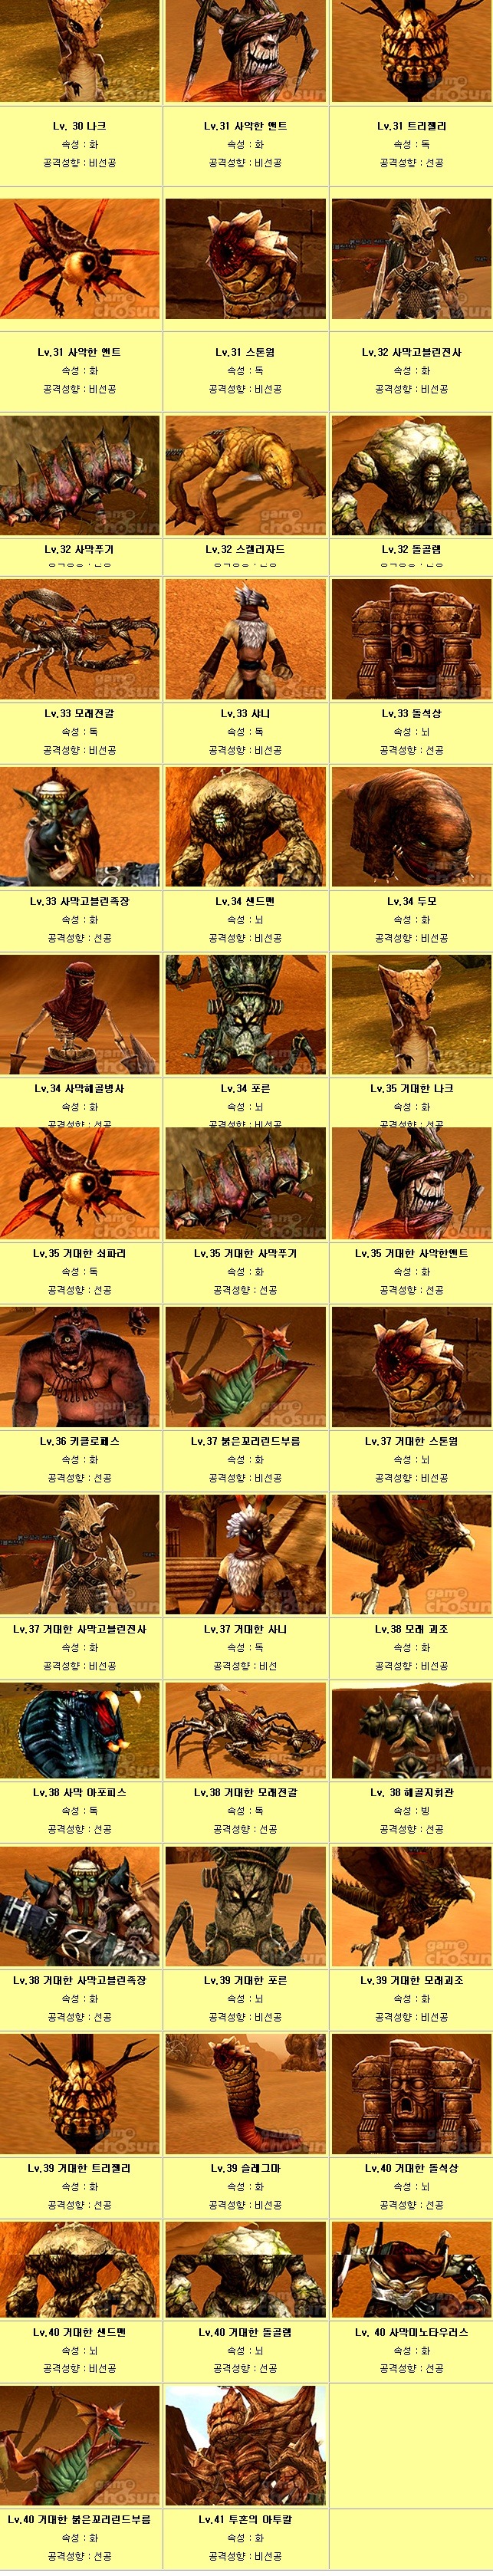 Lv. 30 나크
속성 : 화
공격성향 : 비선공
Lv.31 사악한 앤트
속성 : 화
공격성향 : 비선공
Lv.31 트리젤리
속성 : 독
공격성향 : 선공
Lv.31 사악한 앤트
속성 : 화
공격성향 : 비선공
Lv.31 스톤웜
속성 : 독
공격성향 : 비선공
Lv.32 사막고블린전사
속성 : 화
공격성향 : 비선공
Lv.32 사막푸기
Lv.32 스켈리자드
Lv.32 돌골렘
Lv.33 모래전갈
속성 : 독
공격성향 : 비선공
Lv.33 샤니
속성 : 독
공격성향 : 비선공
Lv.33 돌석상
속성 : 뇌
공격성향 : 선공
Lv.33 사막고블린족장
속성 : 화
공격성향 : 선공
Lv.34 샌드맨
속성 : 뇌
공격성향 : 비선공
Lv.34 두모
속성 : 화
공격성향 : 비선공
Lv.34 사막해골병사
속성 : 화
공격성향 : 선공
Lv.34 포른
속성 : 뇌
공격성향 : 비선공
Lv.35 거대한 나크
속성 : 화
공격성향 : 선공
Lv.35 거대한 쇠파리
속성 : 독
공격성향 : 선공
Lv.35 거대한 사막푸기
속성 : 화
공격성향 : 선공
Lv.35 거대한 사악한앤트
속성 : 화
공격성향 : 선공
Lv.36 키클로페스
속성 : 화
공격성향 : 선공
Lv.37 붉은꼬리린드부름
속성 : 화
공격성향 : 비선공
Lv.37 거대한 스톤웜
속성 : 뇌
공격성향 : 비선공
Lv.37 거대한 사막고블린전사
속성 : 화
공격성향 : 비선공
Lv.37 거대한 샤니
속성 : 독
공격성향 : 비선
Lv.38 모래 괴조
속성 : 화
공격성향 : 비선공
Lv.38 사막 아포피스
속성 : 독
공격성향 : 선공
Lv.38 거대한 모래전갈
속성 : 독
공격성향 : 선공
Lv. 38 해골지휘관
속성 : 빙
공격성향 : 선공
Lv.38 거대한 사막고블린족장
속성 : 화
공격성향 : 선공
Lv.39 거대한 포른
속성 : 뇌
공격성향 : 비선공
Lv.39 거대한 모래괴조
속성 : 화
공격성향 : 비선공
Lv.39 거대한 트리젤리
속성 : 화
공격성향 : 선공
Lv.39 슬레그마
속성 : 화
공격성향 : 비선공
Lv.40 거대한 돌석상
속성 : 뇌
공격성향 : 선공
Lv.40 거대한 샌드맨
속성 : 뇌
공격성향 : 비선공
Lv.40 거대한 돌골렘
속성 : 뇌
공격성향 : 선공
Lv. 40 사막미노타우러스
속성 : 화
공격성향 : 선공
Lv.40 거대한 붉은꼬리린드부름
속성 : 화
공격성향 : 선공
Lv.41 투혼의 아투칼
속성 : 화
공격성향 : 비선공